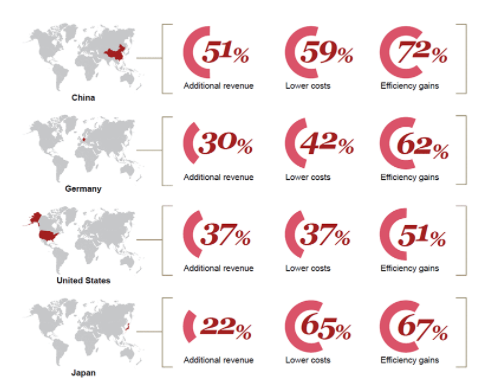 51% 59% 72%
Additional revenue Lower costs Efficiency gains
China
30% 42% 62%
Additional revenue Lower costs Efficiency gains
Germany
37% 37% 51%
Additional revenue Lower costs Efficiency gains
United States
22% 65% 67%
Additional revenue Lower costs Efficiency gains
Japan